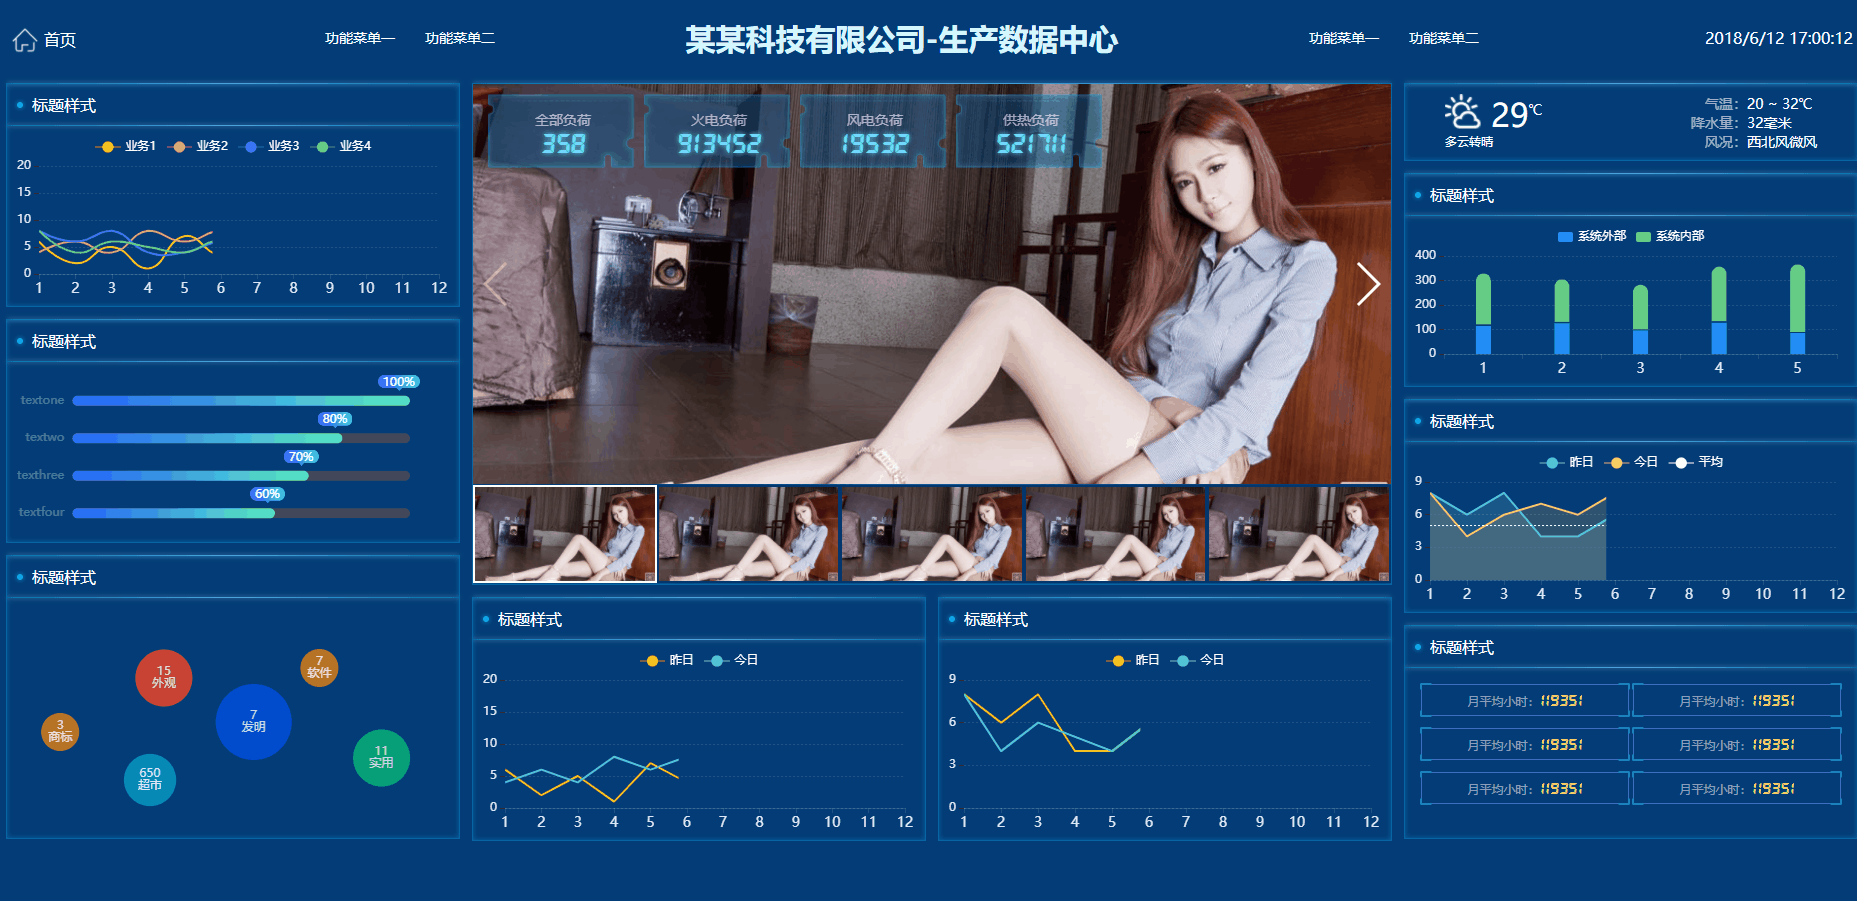 首页
功能菜单一 功能菜单二
某某科技有限公司-生产数据中心
功能菜单一 功能菜单二
2018/6/12 17:00:12
标题样式
业务1 业务2 业务3 业务4
20
15
10
5
0
1 2 3 4 5 6 7 8 9 10 11 12
标题样式
100%
textone
80%
textwo
70%
texthree
60%
textfour
标题样式
15
外观
7
软件
7
发明
3
商标
11
实用
650
超市
全部负荷
358
火电负荷
913452
风电负荷
19532
供热负荷
521711
标题样式
昨日 今日
20
15
10
5
0
1 2 3 4 5 6 7 8 9 10 11 12
标题样式
昨日 今日
9
6
3
0
1 2 3 4 5 6 7 8 9 10 11 12
29℃
多云转晴
气温: 20 ~ 32℃
降水量: 32毫米
风况: 西北风微风
标题样式
系统外部 系统内部
400
300
200
100
0
1 2 3 4 5
标题样式
昨日 今日 平均
9
6
3
0
1 2 3 4 5 6 7 8 9 10 11 12
标题样式
月平均小时: 119351 月平均小时: 119351
月平均小时: 119351 月平均小时: 119351
月平均小时: 119351 月平均小时: 119351